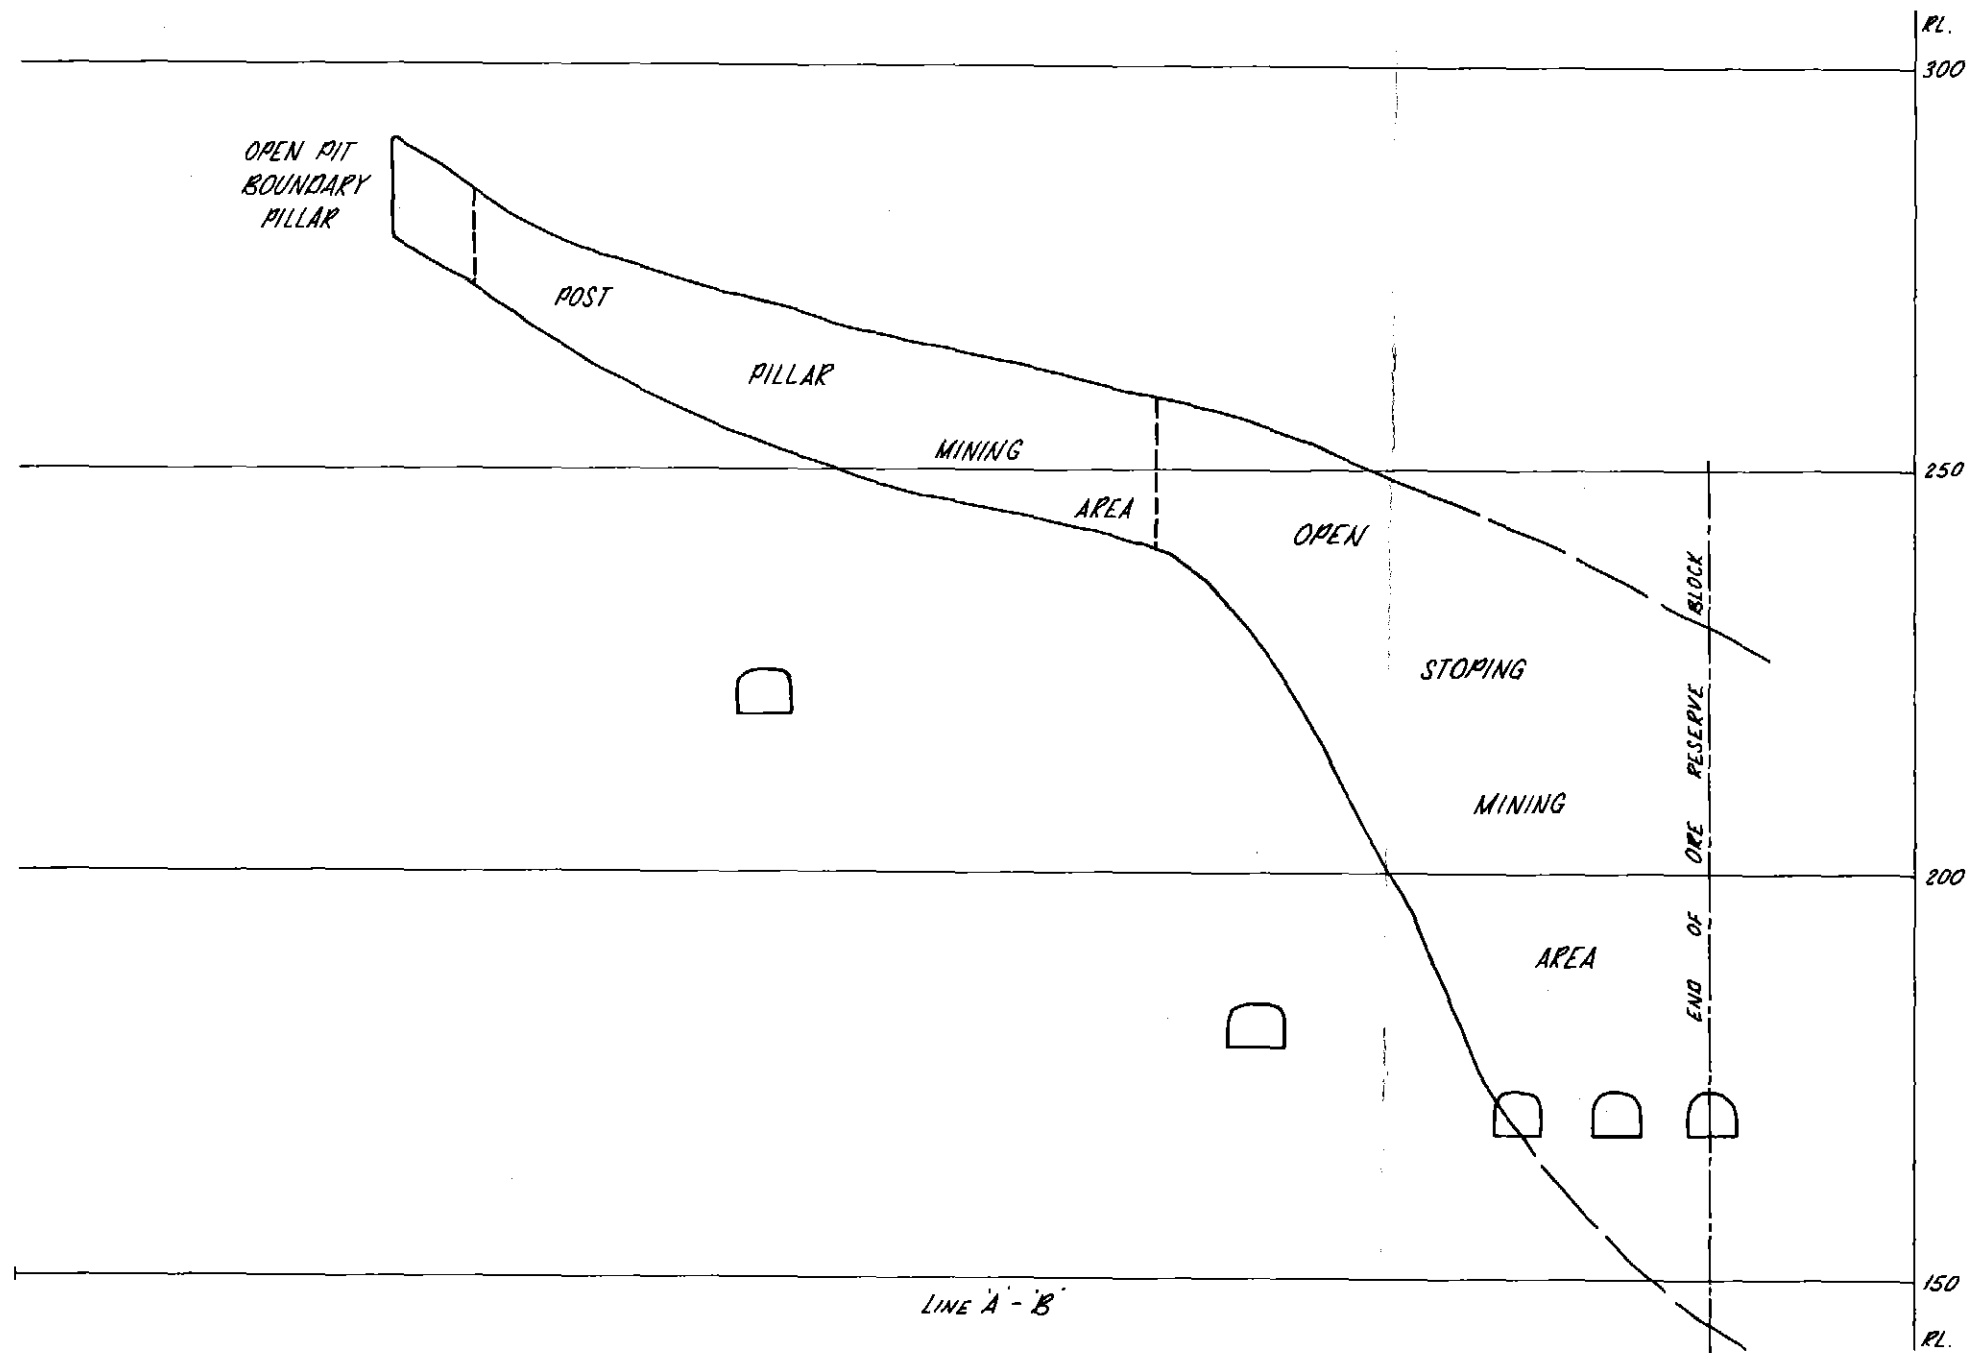 RL.
300
OPEN PIT
BOUNDARY
PILLAR
POST
PILLAR
MINING
AREA
250
OPEN
STOPING
MINING
AREA
END OF ORE RESERVE BLOCK
200
150
LINE 'A' - 'B'
RL.